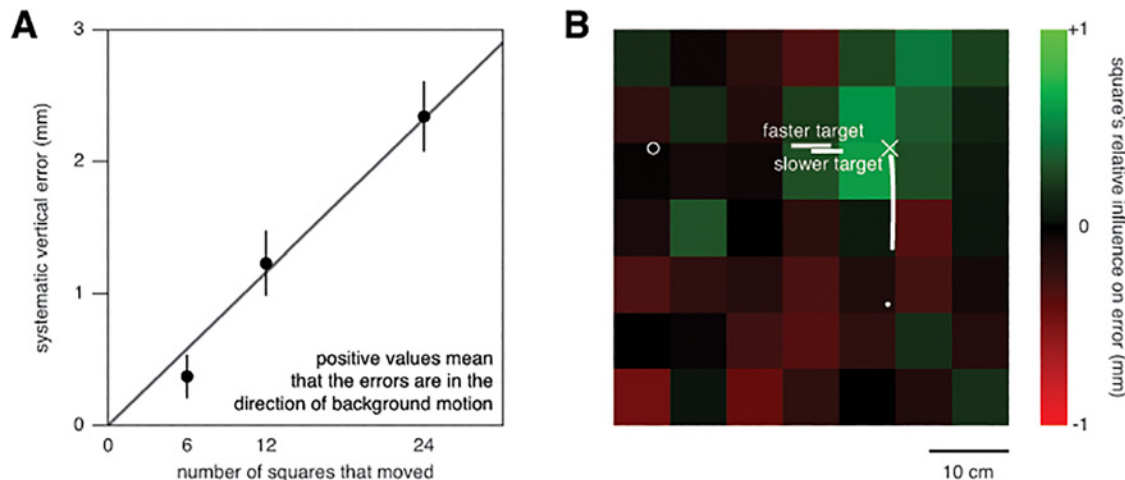 A
3
2
1
0
systematic vertical error (mm)
positive values mean
that the errors are in the
direction of background motion
0 6 12 24
number of squares that moved
B
faster target
slower target
10 cm
+1
0
-1
square's relative influence on error (mm)